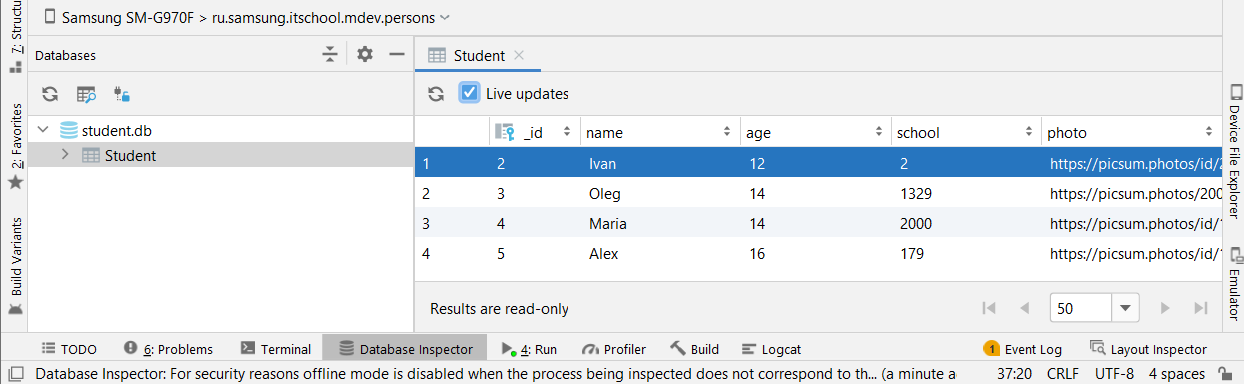 Samsung SM-G970F > ru.samsung.itschool.mdev.persons
7: Structu
Databases
Student
Live updates
student.db
Student
_id name age school photo
1 2 Ivan 12 2 https://picsum.photos/id/2
2 3 Oleg 14 1329 https://picsum.photos/200
3 4 Maria 14 2000 https://picsum.photos/id/1
4 5 Alex 16 179 https://picsum.photos/id/1
2: Favorites
Build Variants
Device File Explorer
Emulator
Results are read-only
50
TODO 6: Problems Terminal Database Inspector 4: Run Profiler Build Logcat 1 Event Log Layout Inspector
Database Inspector: For security reasons offline mode is disabled when the process being inspected does not correspond to th... (a minute a 37:20 CRLF UTF-8 4 spaces